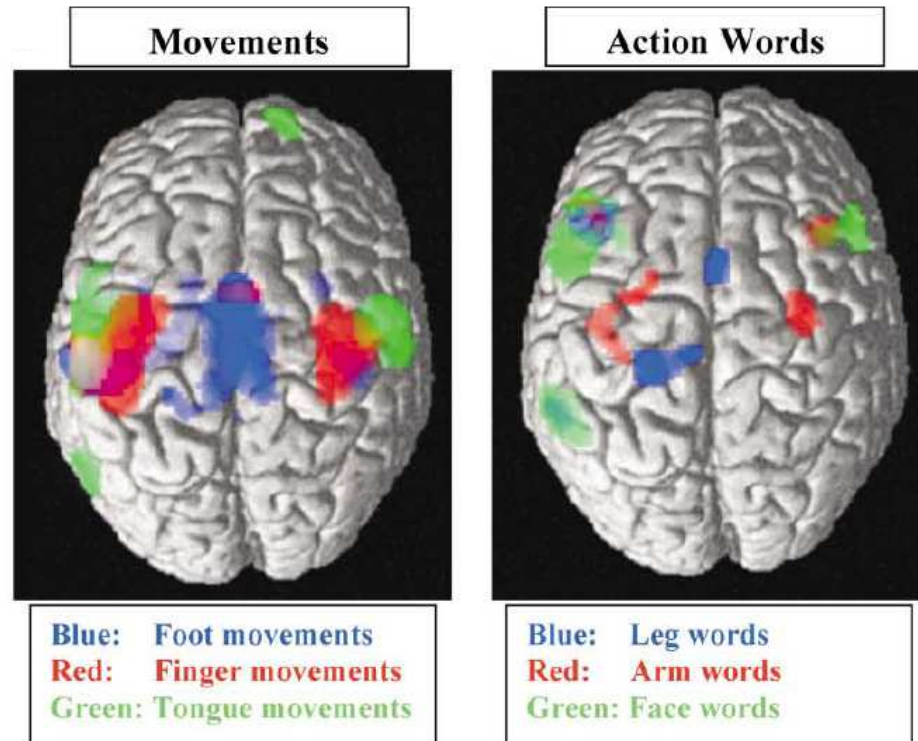 Movements
Action Words
Blue: Foot movements
Red: Finger movements
Green: Tongue movements
Blue: Leg words
Red: Arm words
Green: Face words